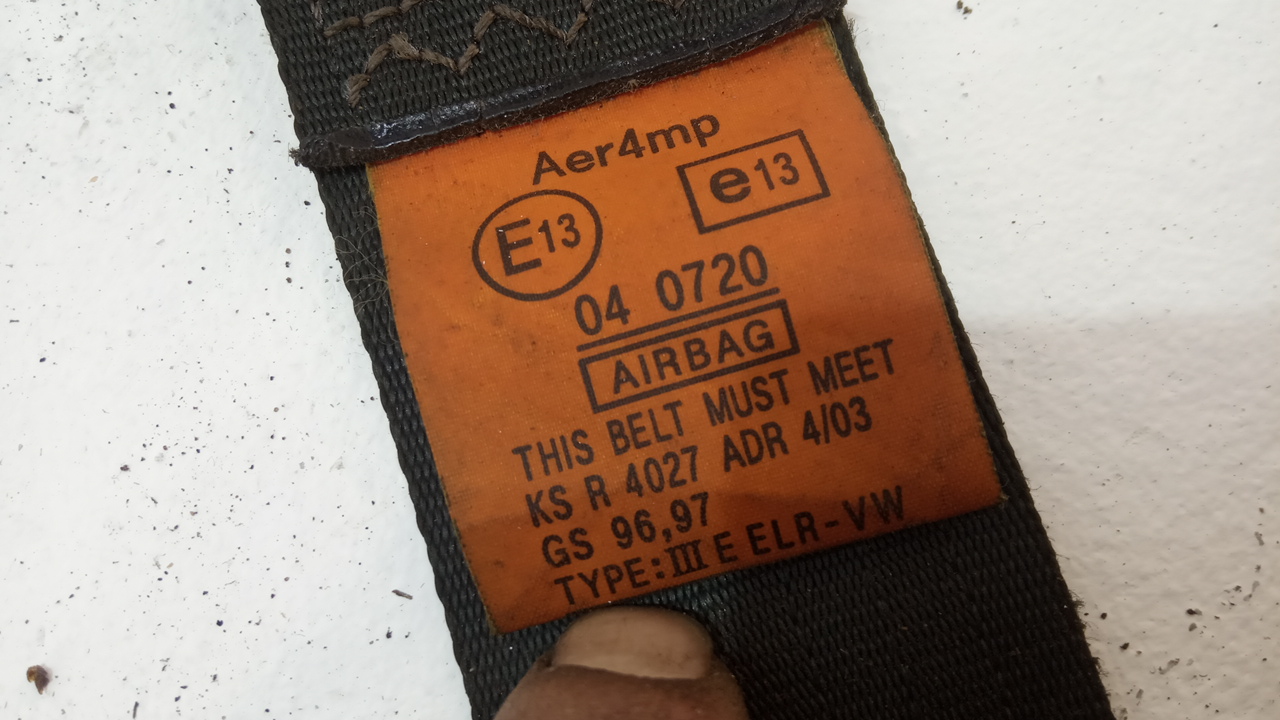 Aer4mp
E13 e13
04 0720
AIRBAG
THIS BELT MUST MEET
KS R 4027 ADR 4/03
GS 96,97
TYPE:III E ELR-VW